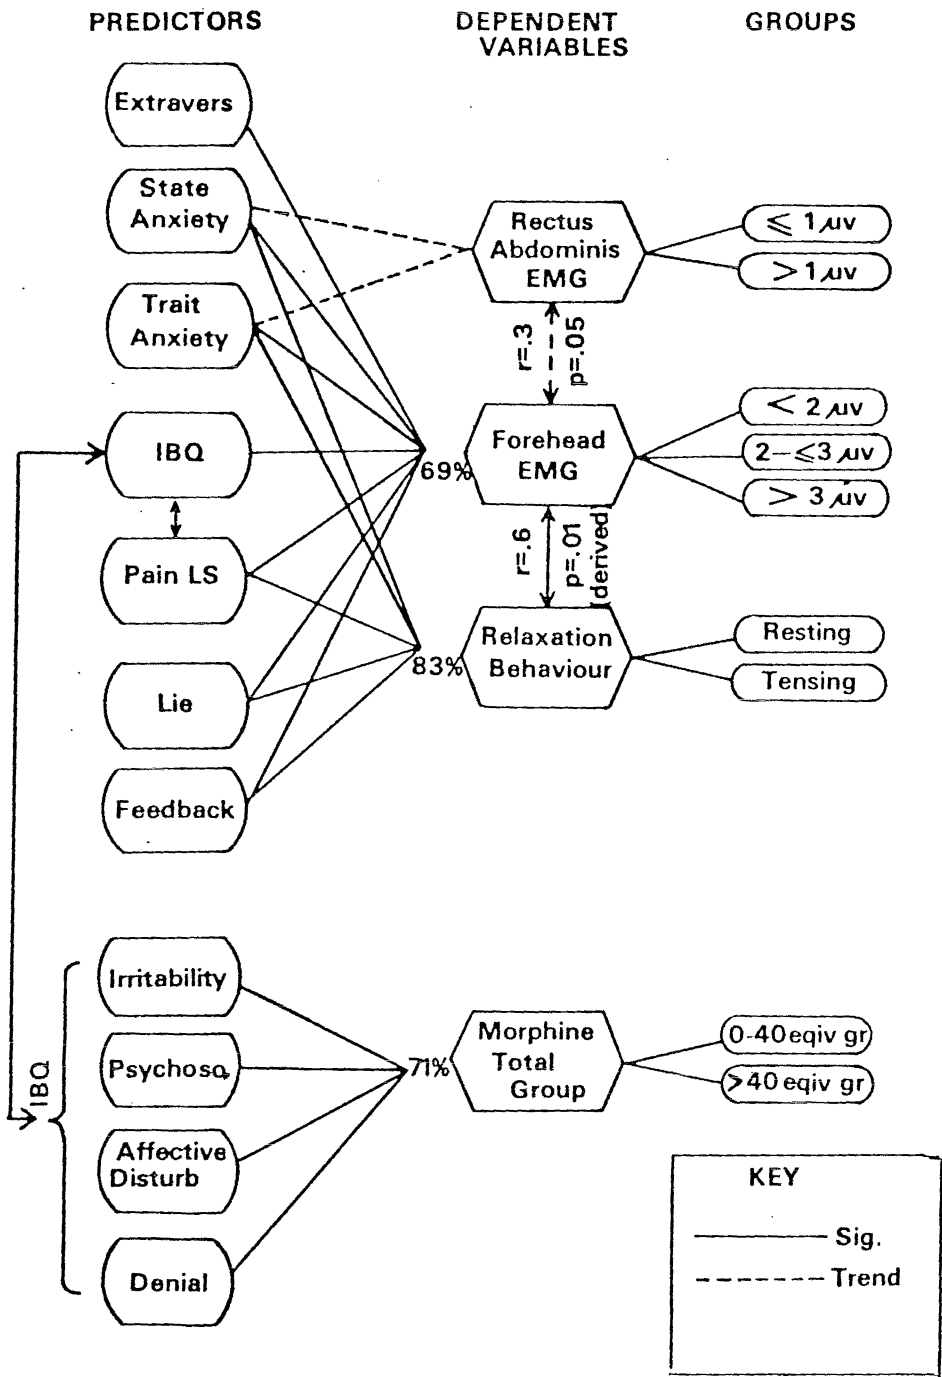 PREDICTORS
DEPENDENT
VARIABLES
GROUPS
Extravers
State
Anxiety
Trait
Anxiety
IBQ
Pain LS
Lie
Feedback
Rectus
Abdominis
EMG
⩽ 1 μv
> 1 μv
r=.3
p=.05
69%
Forehead
EMG
< 2 μv
2-⩽3 μv
> 3 μv
r=.6
p=.01
(derived)
83%
Relaxation
Behaviour
Resting
Tensing
IBQ
Irritability
Psychoso.
Affective
Disturb
Denial
71%
Morphine
Total
Group
0-40 equiv gr
>40 equiv gr
KEY
Sig.
Trend